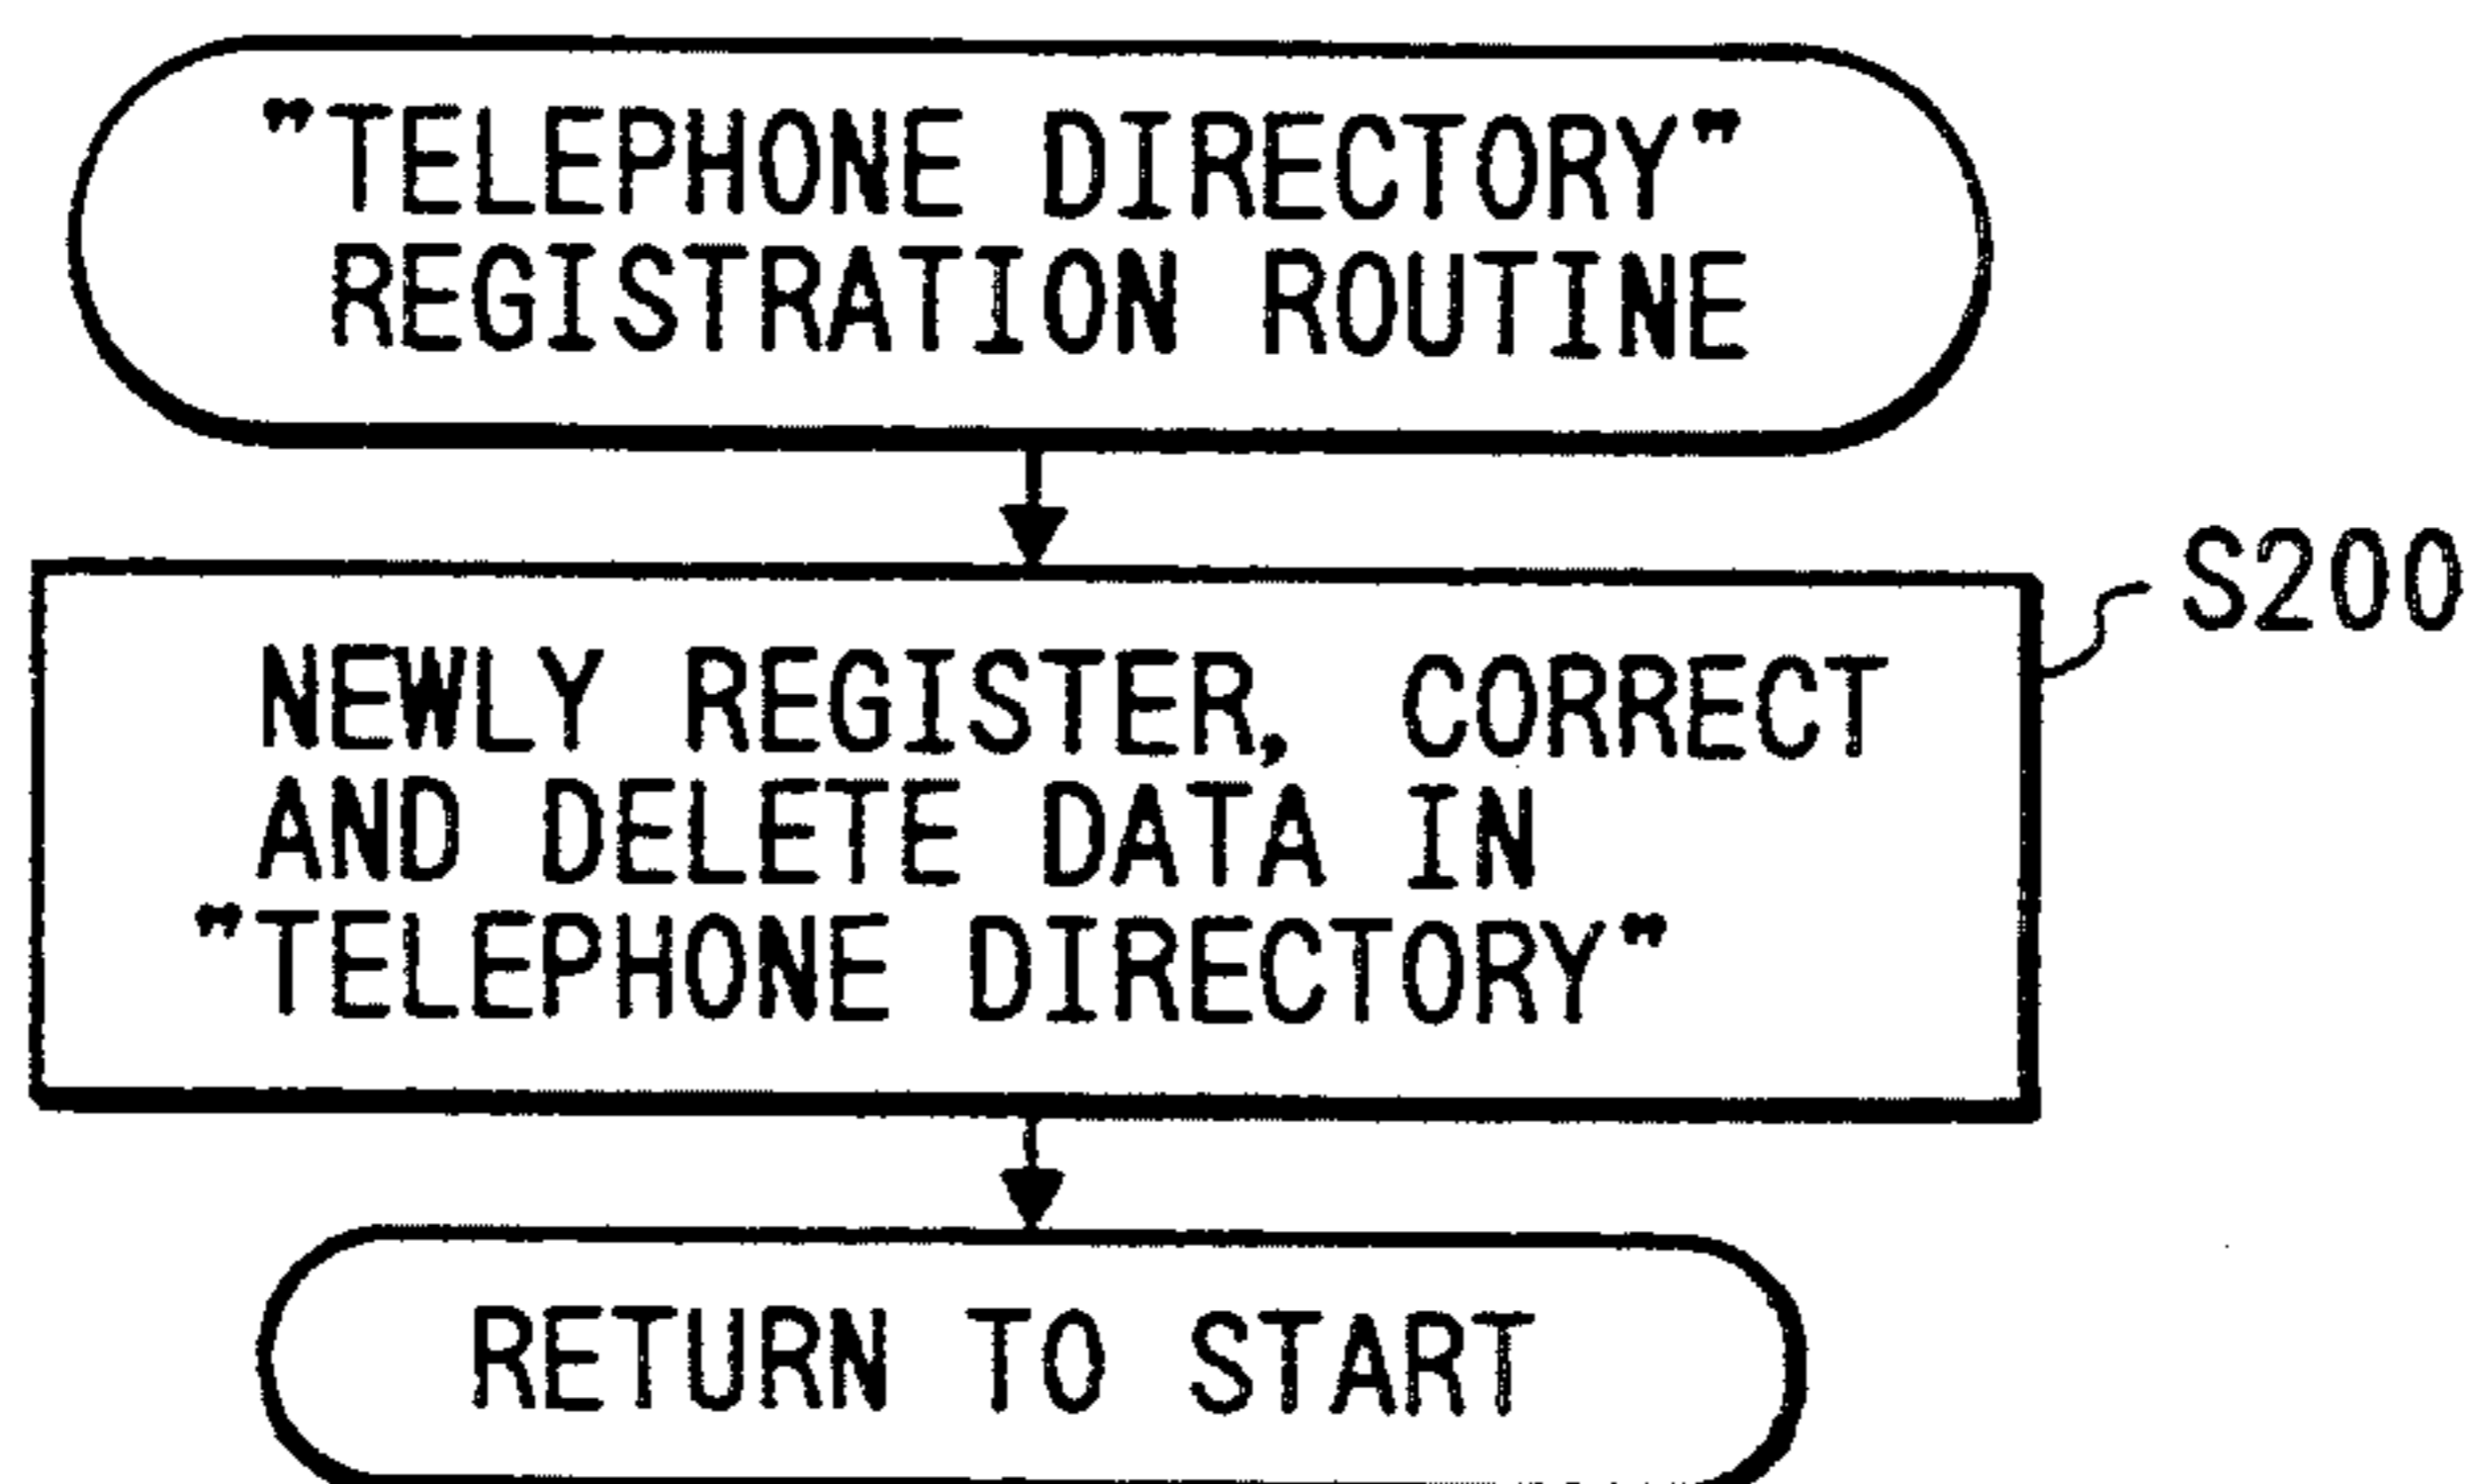 "TELEPHONE DIRECTORY"
REGISTRATION ROUTINE
S200
NEWLY REGISTER, CORRECT
AND DELETE DATA IN
"TELEPHONE DIRECTORY"
RETURN TO START